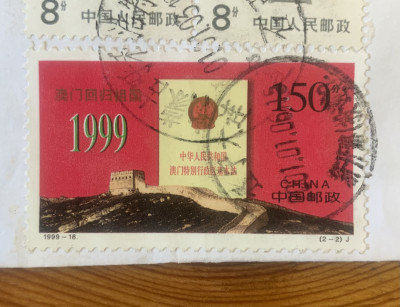 8分
中国人民邮政
8分
中国人民邮政
澳门回归祖国
1999
150分
中华人民共和国
澳门特别行政区基本法
CHINA
中国邮政
1999-18.
(2-2) J